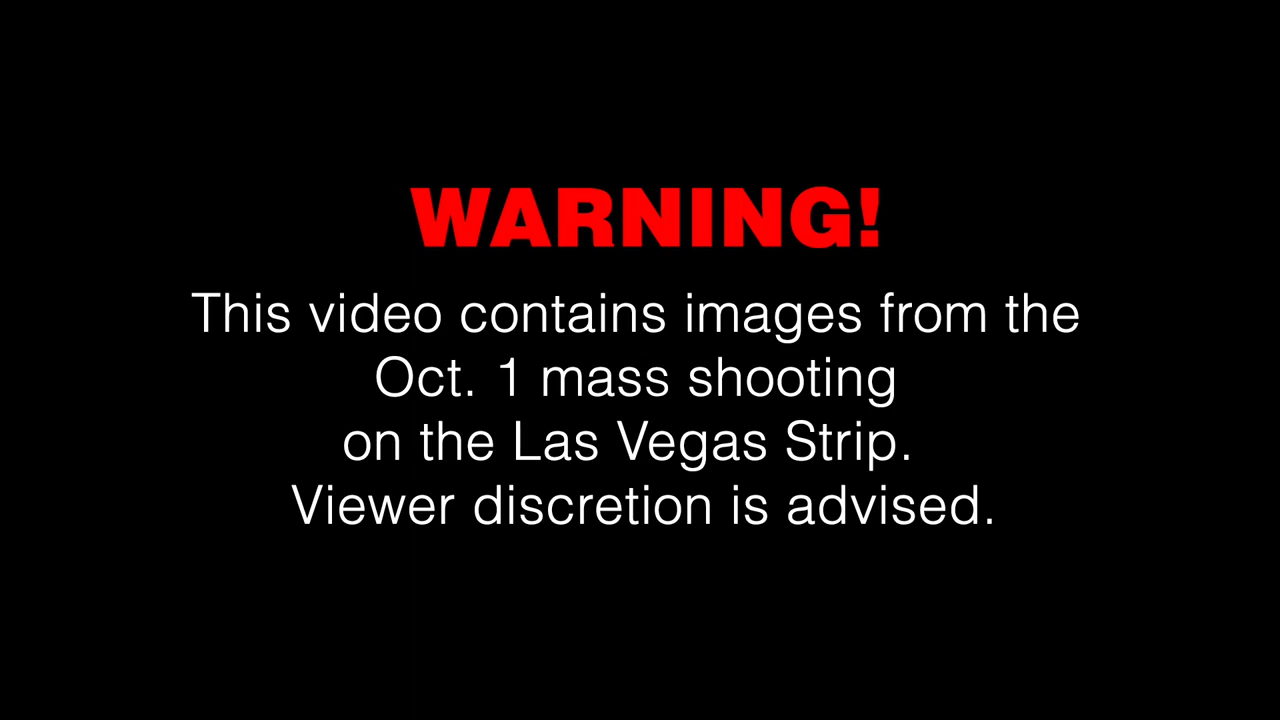 WARNING!
This video contains images from the
Oct. 1 mass shooting
on the Las Vegas Strip.
Viewer discretion is advised.